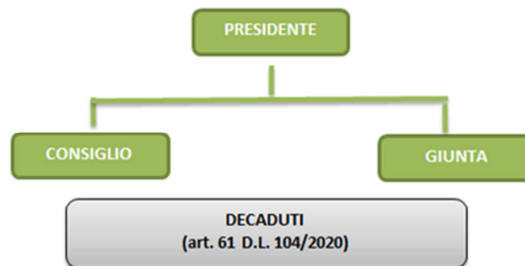 PRESIDENTE
CONSIGLIO
GIUNTA
DECADUTI
(art. 61 D.L. 104/2020)